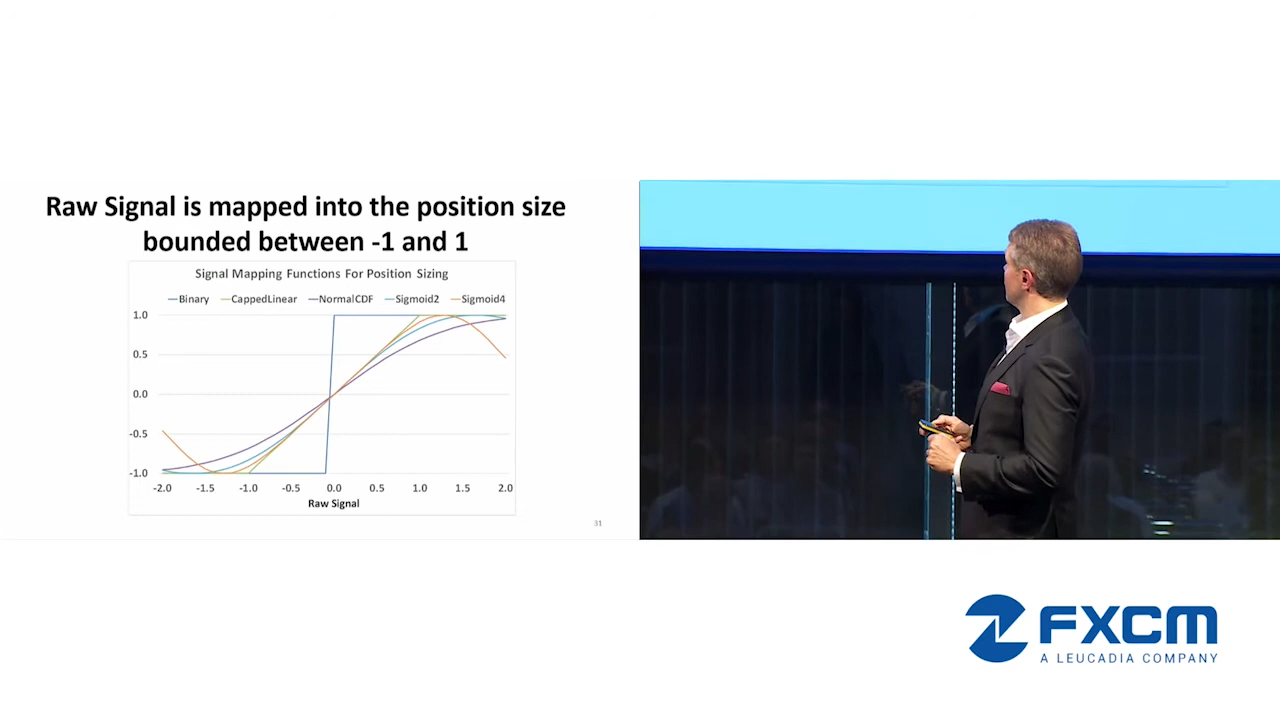 Raw Signal is mapped into the position size
bounded between -1 and 1
Signal Mapping Functions For Position Sizing
Binary CappedLinear NormalCDF Sigmoid2 Sigmoid4
1.0
0.5
0.0
-0.5
-1.0
-2.0 -1.5 -1.0 -0.5 0.0 0.5 1.0 1.5 2.0
Raw Signal
31
FXCM
A LEUCADIA COMPANY